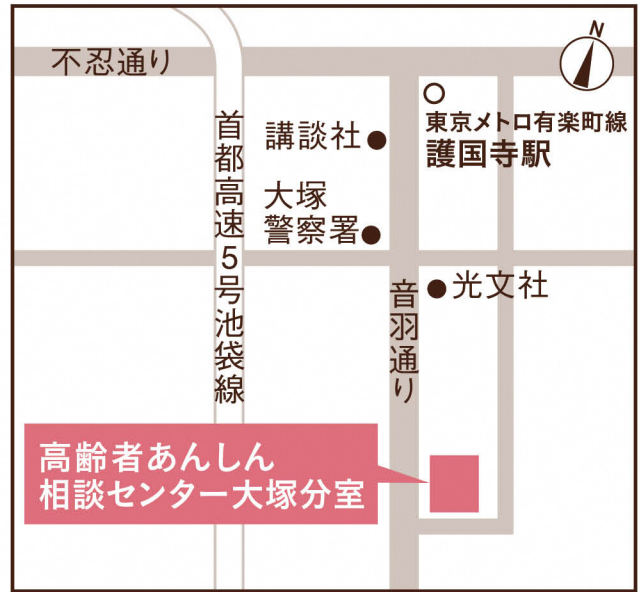 N
不忍通り
東京メトロ有楽町線
護国寺駅
講談社
大塚
警察署
首都高速5号池袋線
光文社
音羽通り
高齢者あんしん
相談センター大塚分室